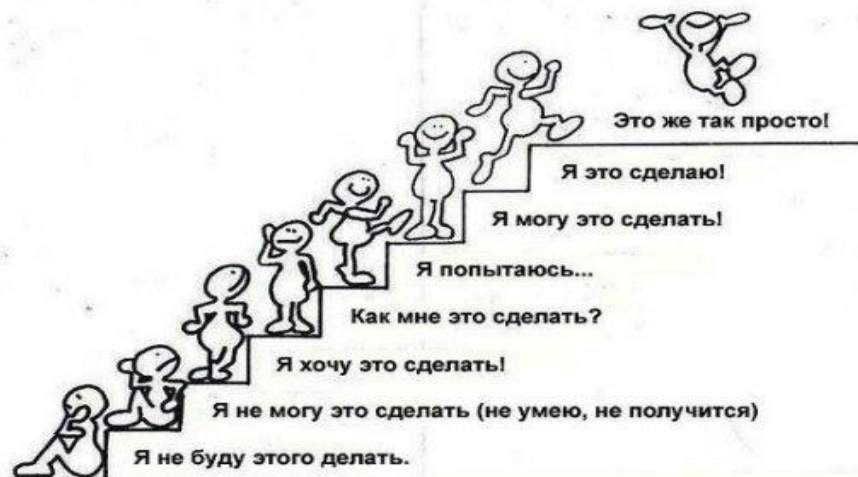 Это же так просто!
Я это сделаю!
Я могу это сделать!
Я попытаюсь...
Как мне это сделать?
Я хочу это сделать!
Я не могу это сделать (не умею, не получится)
Я не буду этого делать.